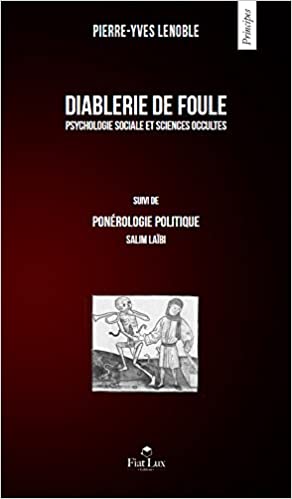 PIERRE-YVES LENOBLE
Principes
DIABLERIE DE FOULE
PSYCHOLOGIE SOCIALE ET SCIENCES OCCULTES
SUIVI DE
PONÉROLOGIE POLITIQUE
SALIM LAÏBI
Fiat Lux